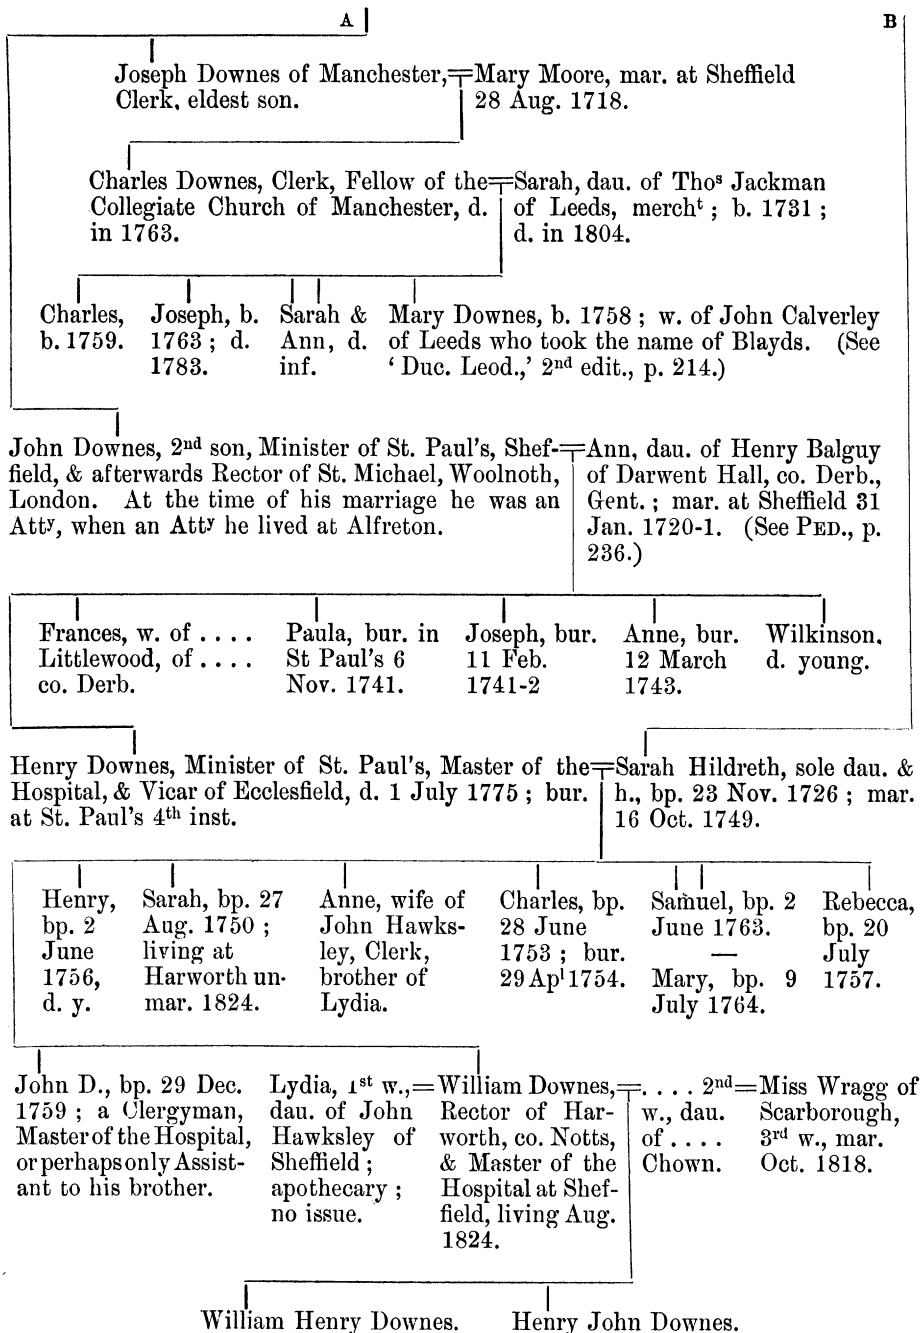 A
B
Joseph Downes of Manchester,
Clerk, eldest son.
Mary Moore, mar. at Sheffield
28 Aug. 1718.
Charles Downes, Clerk, Fellow of the
Collegiate Church of Manchester, d.
in 1763.
Sarah, dau. of Thoˢ Jackman
of Leeds, merchᵗ ; b. 1731 ;
d. in 1804.
Charles,
b. 1759.
Joseph, b.
1763 ; d.
1783.
Sarah &
Ann, d.
inf.
Mary Downes, b. 1758 ; w. of John Calverley
of Leeds who took the name of Blayds. (See
‘ Duc. Leod.,’ 2ⁿᵈ edit., p. 214.)
John Downes, 2ⁿᵈ son, Minister of St. Paul's, Shef-
field, & afterwards Rector of St. Michael, Woolnoth,
London. At the time of his marriage he was an
Attʸ, when an Attʸ he lived at Alfreton.
Ann, dau. of Henry Balguy
of Darwent Hall, co. Derb.,
Gent. ; mar. at Sheffield 31
Jan. 1720-1. (See PED., p.
236.)
Frances, w. of . . . .
Littlewood, of . . . .
co. Derb.
Paula, bur. in
St Paul's 6
Nov. 1741.
Joseph, bur.
11 Feb.
1741-2
Anne, bur.
12 March
1743.
Wilkinson,
d. young.
Henry Downes, Minister of St. Paul's, Master of the
Hospital, & Vicar of Ecclesfield, d. 1 July 1775 ; bur.
at St. Paul's 4ᵗʰ inst.
Sarah Hildreth, sole dau. &
h., bp. 23 Nov. 1726 ; mar.
16 Oct. 1749.
Henry,
bp. 2
June
1756,
d. y.
Sarah, bp. 27
Aug. 1750 ;
living at
Harworth un-
mar. 1824.
Anne, wife of
John Hawks-
ley, Clerk,
brother of
Lydia.
Charles, bp.
28 June
1753 ; bur.
29 Apˡ 1754.
Samuel, bp. 2
June 1763.
—
Mary, bp. 9
July 1764.
Rebecca,
bp. 20
July
1757.
John D., bp. 29 Dec.
1759 ; a Clergyman,
Master of the Hospital,
or perhaps only Assist-
ant to his brother.
Lydia, 1ˢᵗ w.,
dau. of John
Hawksley of
Sheffield ;
apothecary ;
no issue.
William Downes,
Rector of Har-
worth, co. Notts,
& Master of the
Hospital at Shef-
field, living Aug.
1824.
. . . . 2ⁿᵈ
w., dau.
of . . . .
Chown.
Miss Wragg of
Scarborough,
3ʳᵈ w., mar.
Oct. 1818.
William Henry Downes.
Henry John Downes.